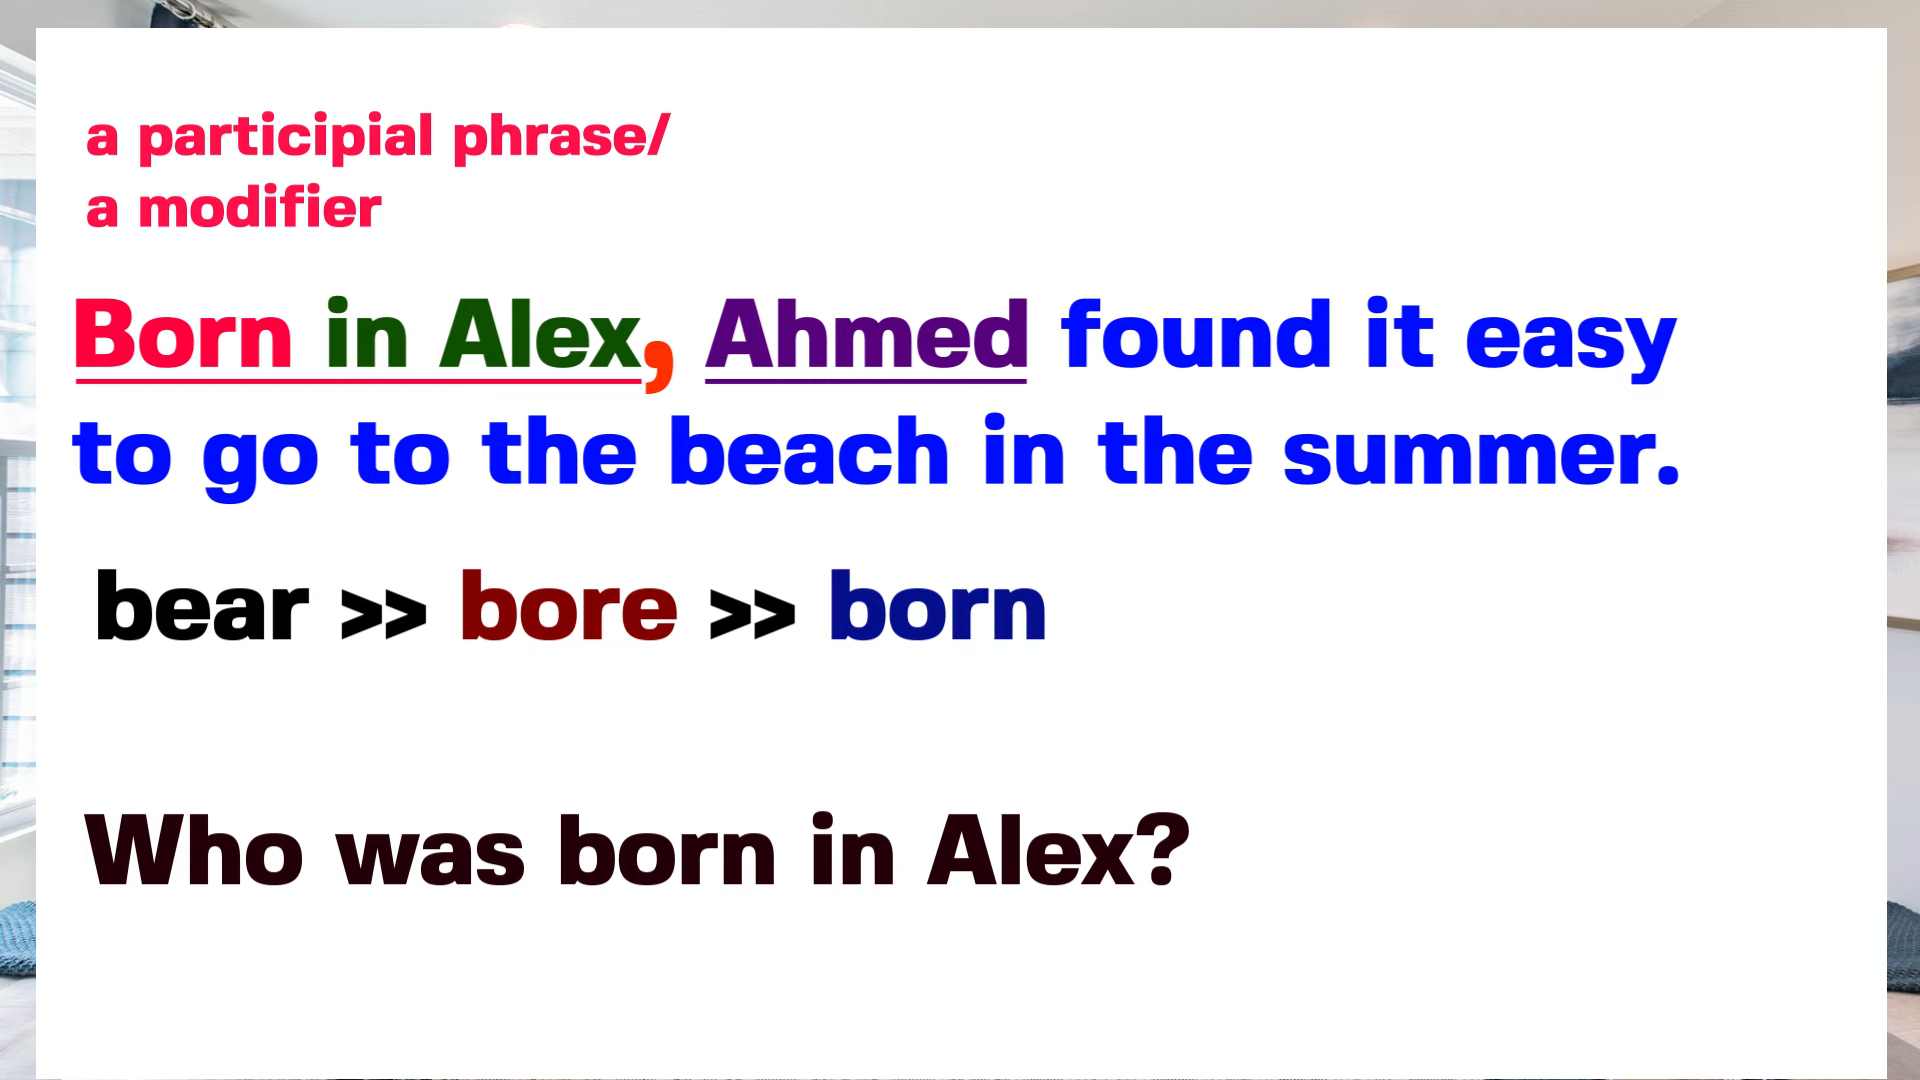 a participial phrase/
a modifier
Born in Alex, Ahmed found it easy
to go to the beach in the summer.
bear >> bore >> born
Who was born in Alex?